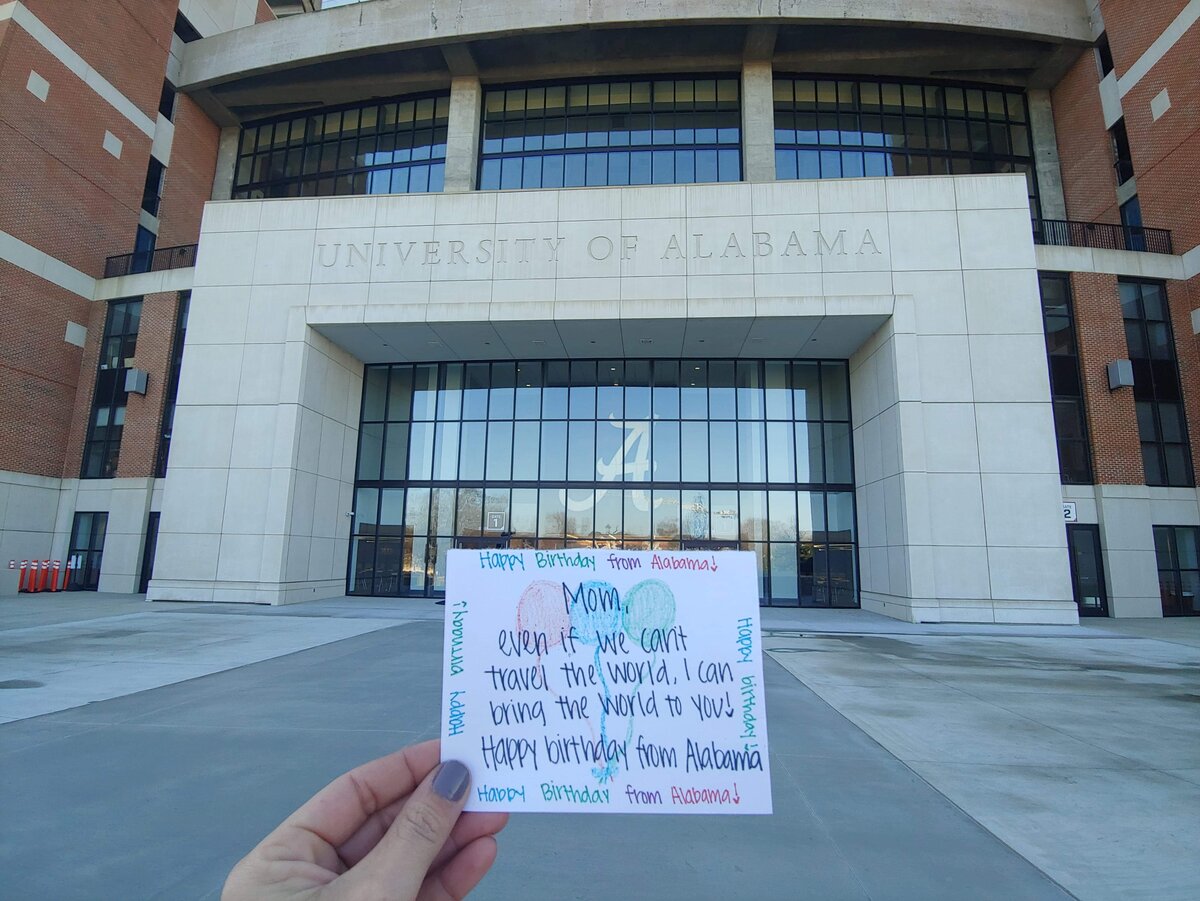 UNIVERSITY OF ALABAMA
A
GATE
1
2
Happy Birthday from Alabama!
Mom,
even if we can't
travel the world, I can
bring the world to you!
Happy birthday from Alabama
Happy Birthday from Alabama!
Happy birthday!
Happy birthday!